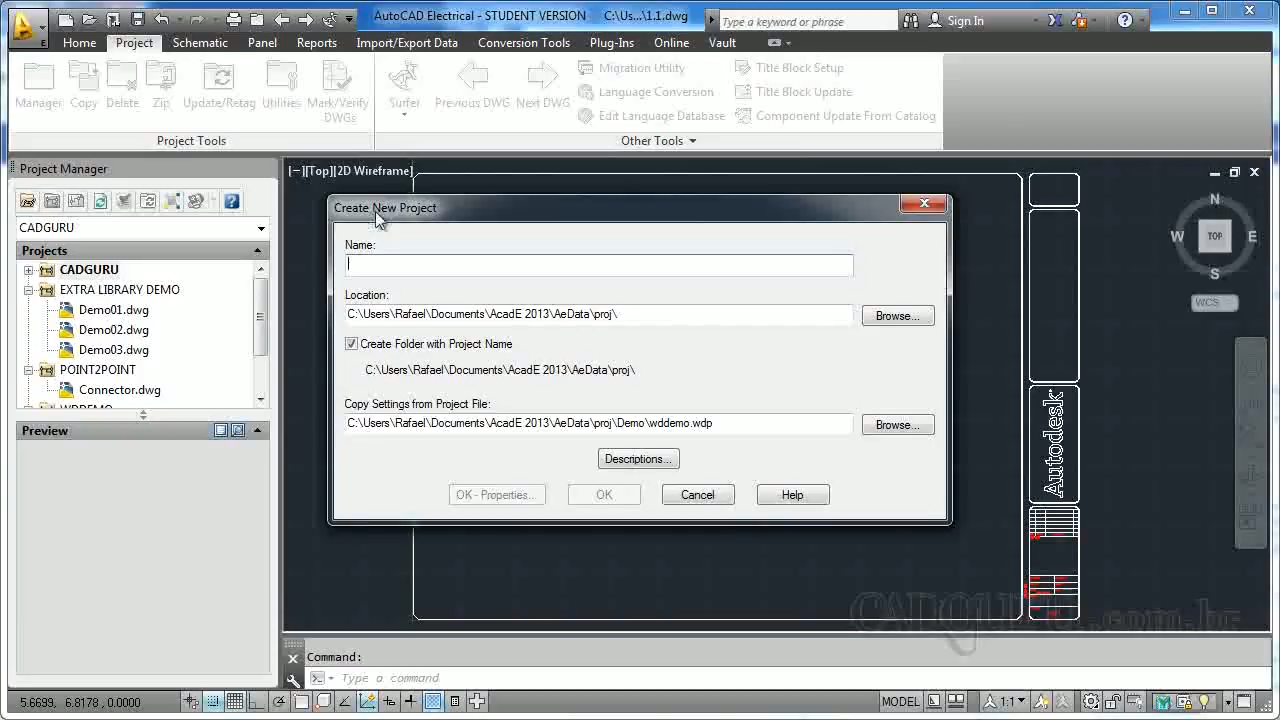 AutoCAD Electrical - STUDENT VERSION C:\Us...\1.1.dwg
Type a keyword or phrase
Sign In
Home Project Schematic Panel Reports Import/Export Data Conversion Tools Plug-Ins Online Vault
Manager Copy Delete Zip Update/Retag Utilities Mark/Verify DWGs
Surfer Previous DWG Next DWG
Migration Utility
Language Conversion
Edit Language Database
Title Block Setup
Title Block Update
Component Update From Catalog
Project Tools
Other Tools
Project Manager
CADGURU
Projects
CADGURU
EXTRA LIBRARY DEMO
Demo01.dwg
Demo02.dwg
Demo03.dwg
POINT2POINT
Connector.dwg
WDDEMO
Preview
[−][Top][2D Wireframe]
Create New Project
Name:
Location:
C:\Users\Rafael\Documents\AcadE 2013\AeData\proj\
Browse...
Create Folder with Project Name
C:\Users\Rafael\Documents\AcadE 2013\AeData\proj\
Copy Settings from Project File:
C:\Users\Rafael\Documents\AcadE 2013\AeData\proj\Demo\wddemo.wdp
Browse...
Descriptions...
OK - Properties...
OK
Cancel
Help
N
W
TOP
E
S
WCS
Autodesk
CADGURU.com.br
Command:
Type a command
5.6699, 6.8178, 0.0000
MODEL
1:1